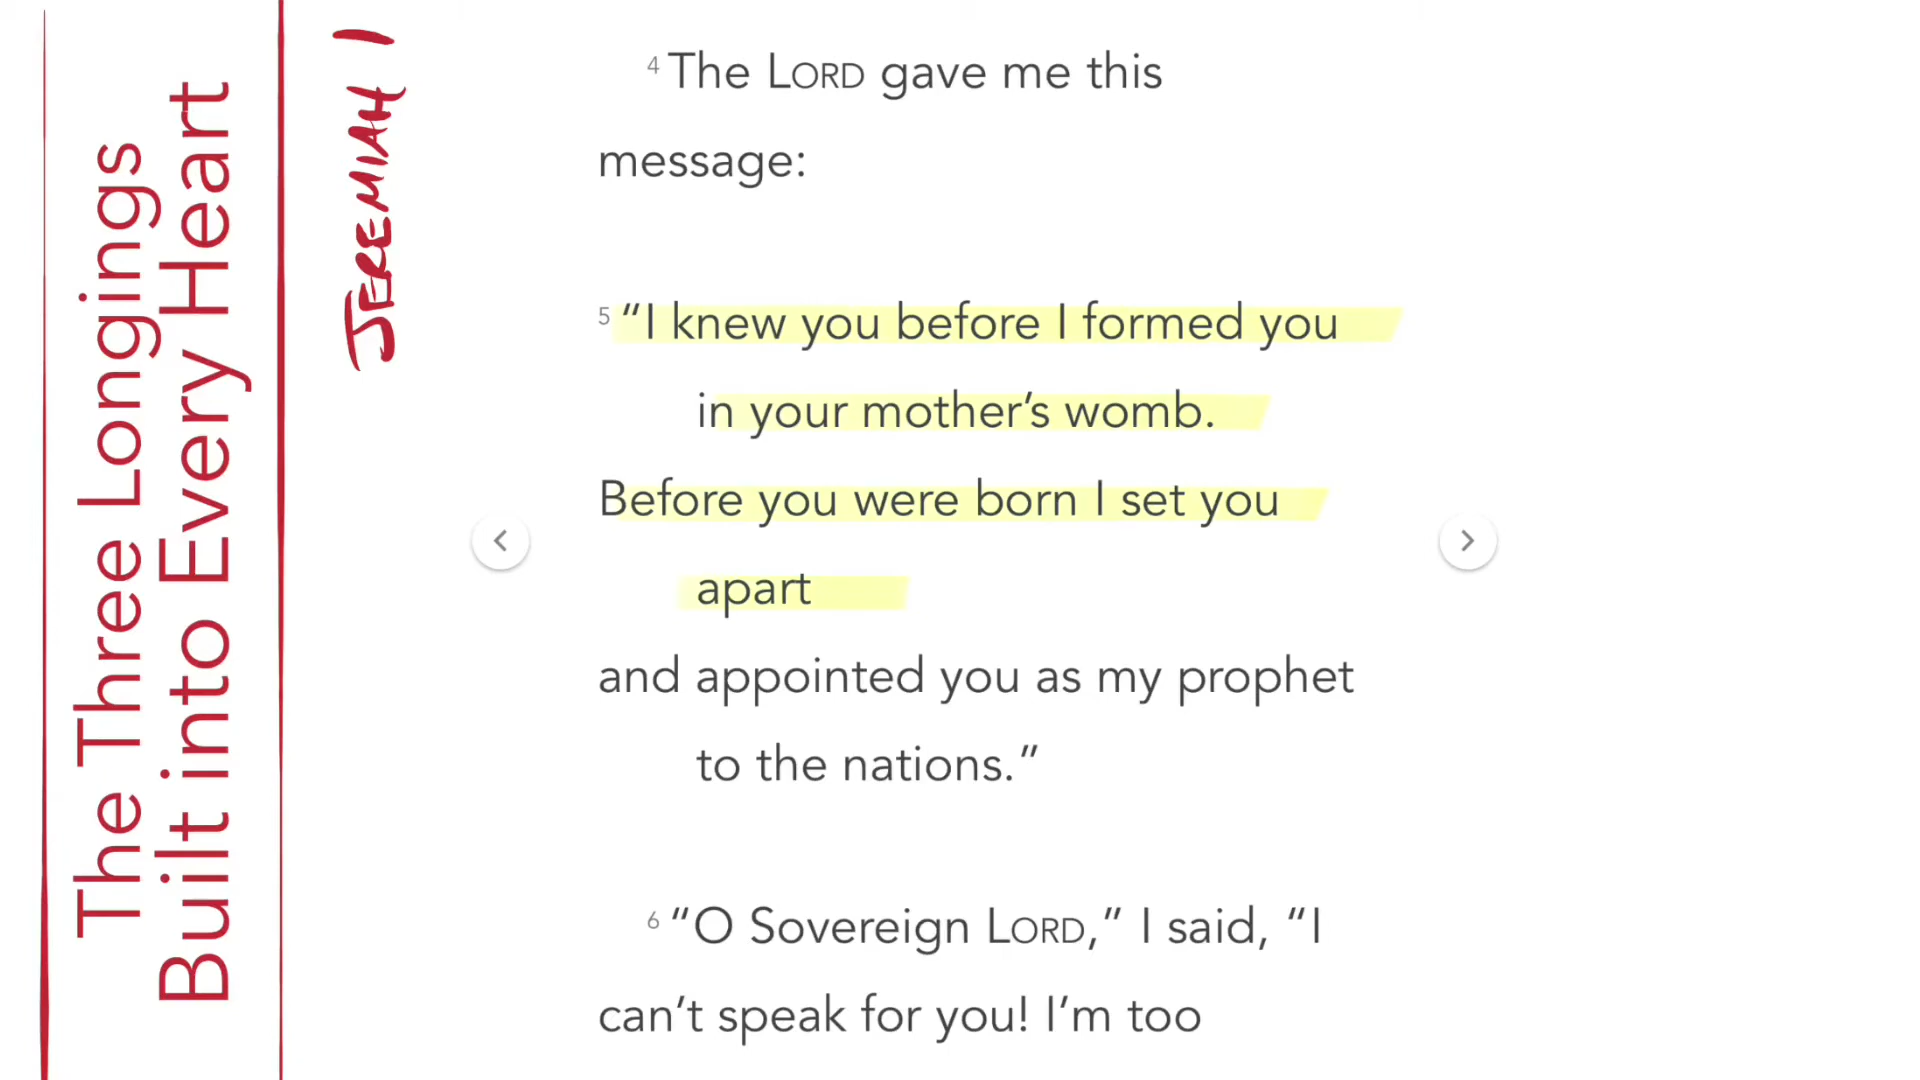 The Three Longings
Built into Every Heart
JEREMIAH 1
4 The LORD gave me this
message:
5 “I knew you before I formed you
in your mother’s womb.
Before you were born I set you
apart
and appointed you as my prophet
to the nations.”
6 “O Sovereign LORD,” I said, “I
can’t speak for you! I’m too